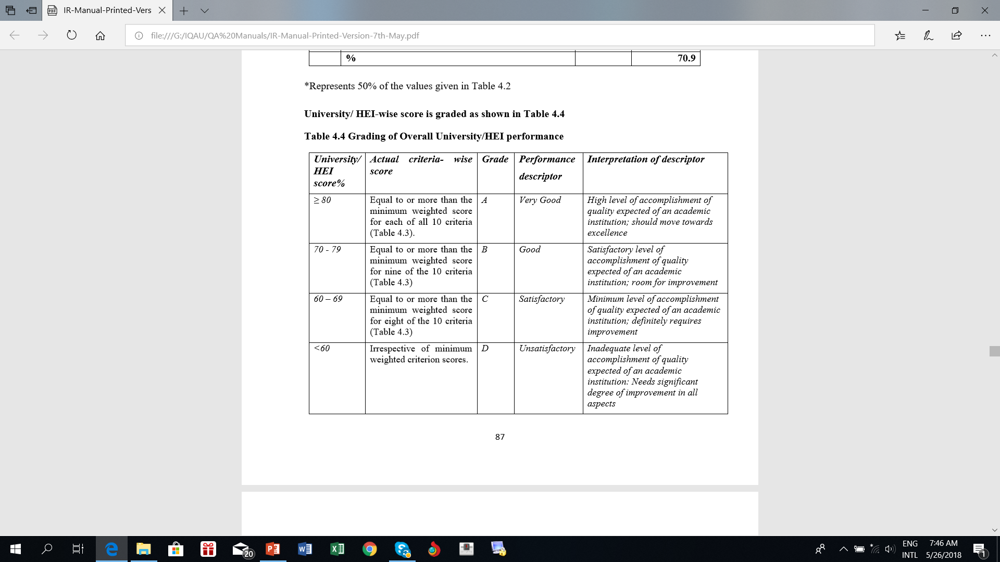 IR-Manual-Printed-Vers
file:///G:/IQAU/QA%20Manuals/IR-Manual-Printed-Version-7th-May.pdf
% 70.9
*Represents 50% of the values given in Table 4.2
University/ HEI-wise score is graded as shown in Table 4.4
Table 4.4 Grading of Overall University/HEI performance
University/
HEI
score%
Actual criteria- wise
score
Grade
Performance
descriptor
Interpretation of descriptor
≥ 80
Equal to or more than the
minimum weighted score
for each of all 10 criteria
(Table 4.3).
A
Very Good
High level of accomplishment of
quality expected of an academic
institution; should move towards
excellence
70 - 79
Equal to or more than the
minimum weighted score
for nine of the 10 criteria
(Table 4.3)
B
Good
Satisfactory level of
accomplishment of quality
expected of an academic
institution; room for improvement
60 – 69
Equal to or more than the
minimum weighted score
for eight of the 10 criteria
(Table 4.3)
C
Satisfactory
Minimum level of accomplishment
of quality expected of an academic
institution; definitely requires
improvement
<60
Irrespective of minimum
weighted criterion scores.
D
Unsatisfactory
Inadequate level of
accomplishment of quality
expected of an academic
institution: Needs significant
degree of improvement in all
aspects
87
20
ENG
INTL
7:46 AM
5/26/2018
1